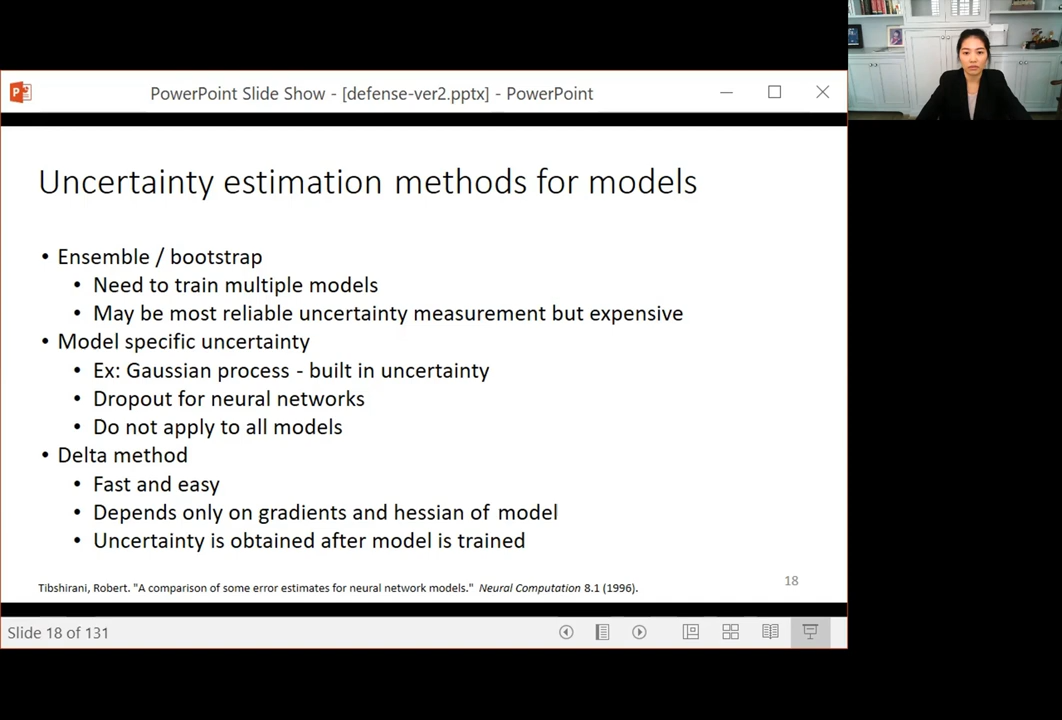 PowerPoint Slide Show - [defense-ver2.pptx] - PowerPoint
Uncertainty estimation methods for models
• Ensemble / bootstrap
• Need to train multiple models
• May be most reliable uncertainty measurement but expensive
• Model specific uncertainty
• Ex: Gaussian process - built in uncertainty
• Dropout for neural networks
• Do not apply to all models
• Delta method
• Fast and easy
• Depends only on gradients and hessian of model
• Uncertainty is obtained after model is trained
Tibshirani, Robert. "A comparison of some error estimates for neural network models." Neural Computation 8.1 (1996).
18
Slide 18 of 131